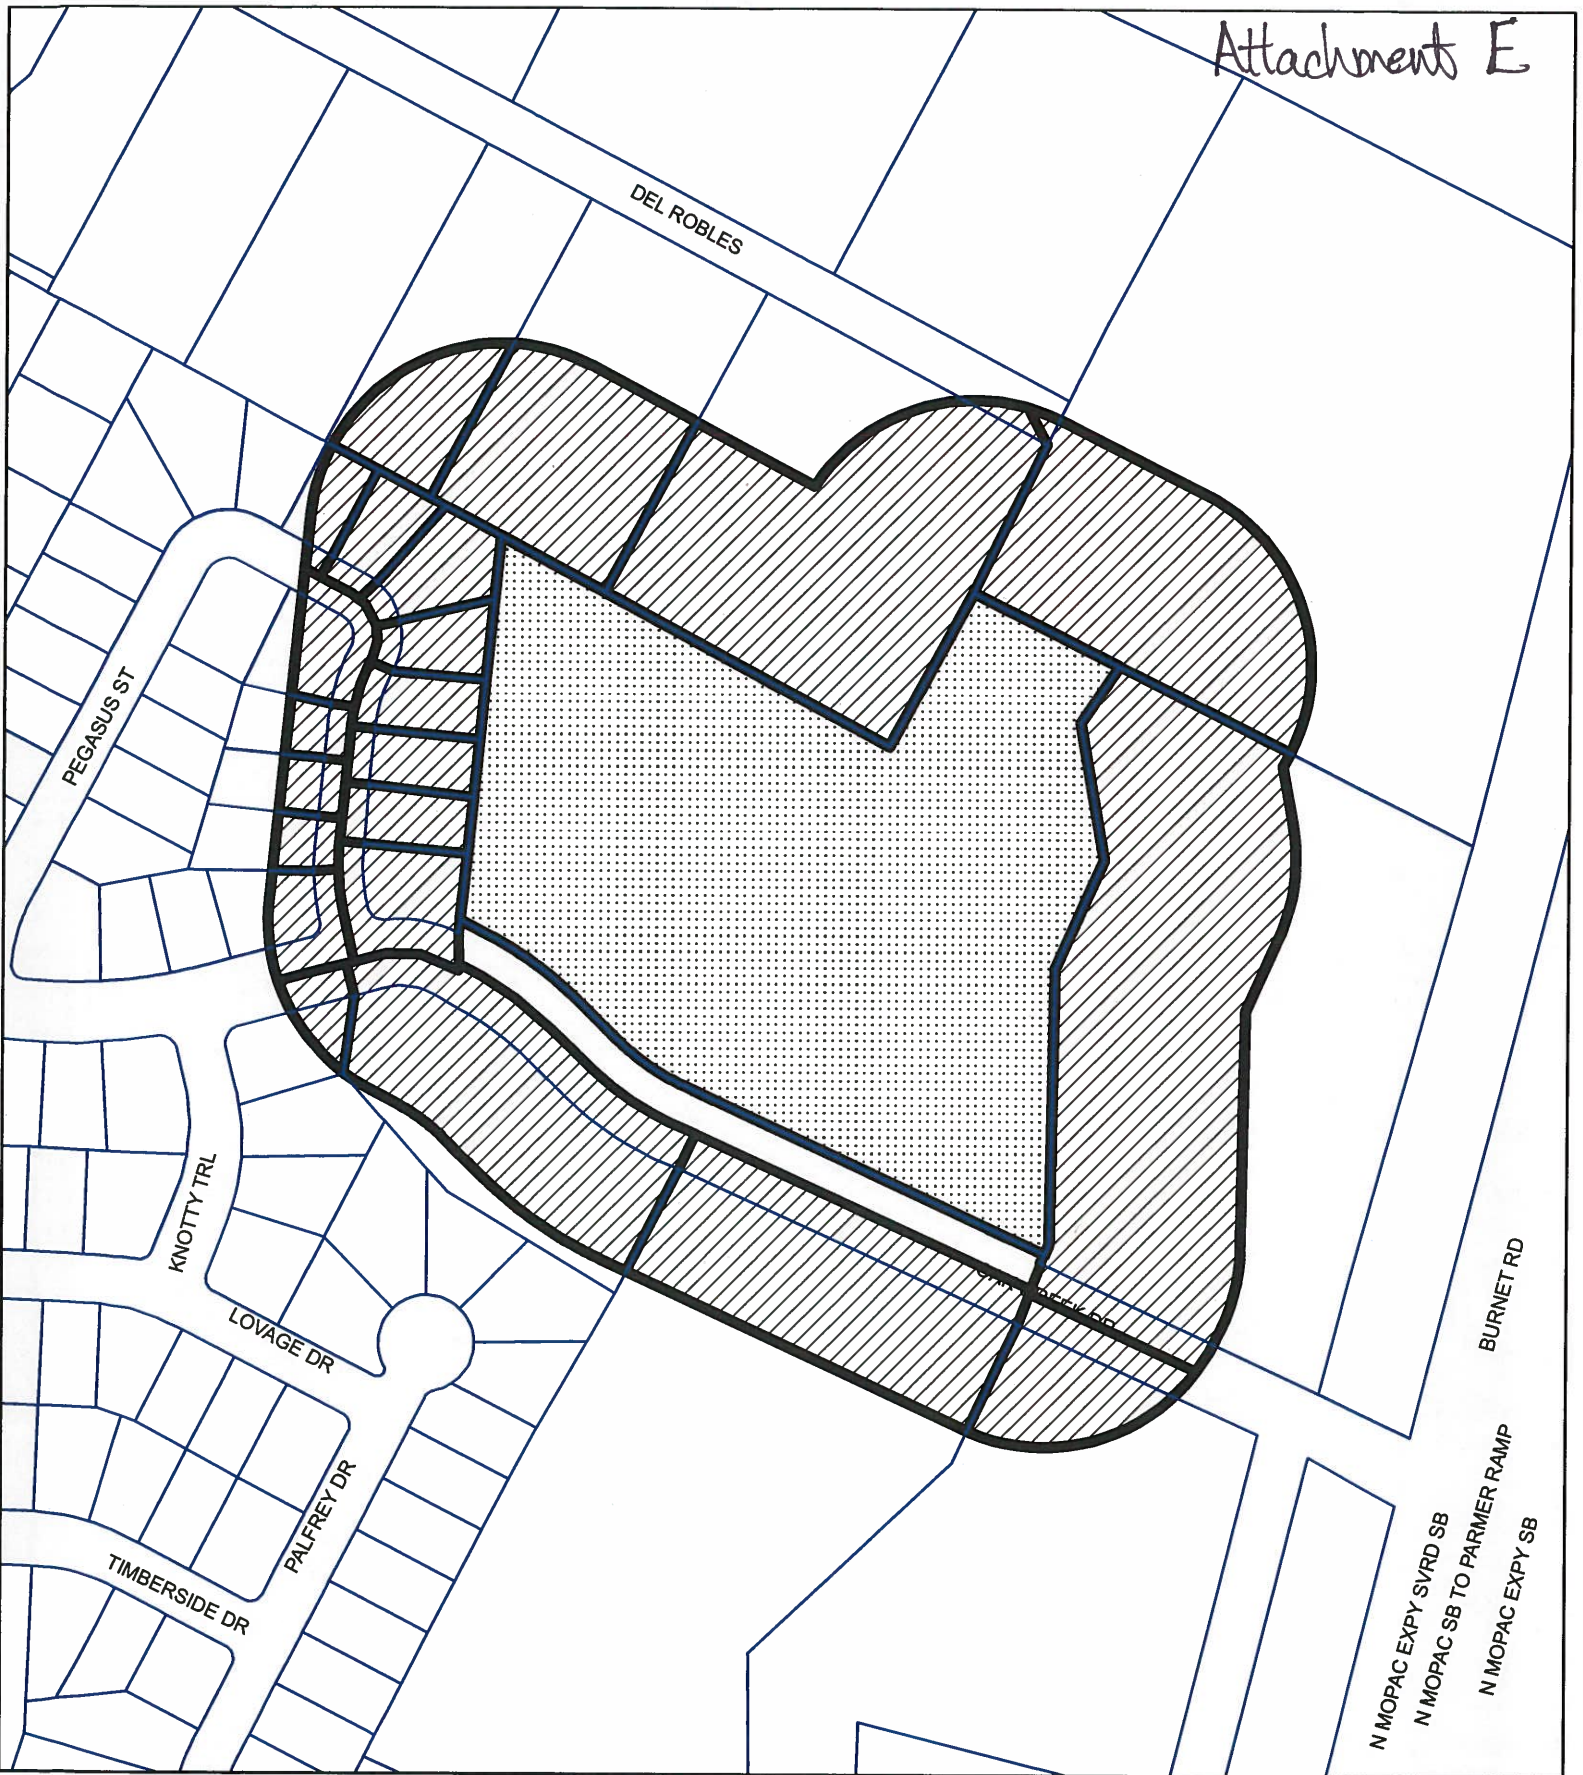 Attachment E
DEL ROBLES
PEGASUS ST
KNOTTY TRL
LOVAGE DR
PALFREY DR
TIMBERSIDE DR
BURNET RD
N MOPAC EXPY SVRD SB
N MOPAC SB TO PARMER RAMP
N MOPAC EXPY SB